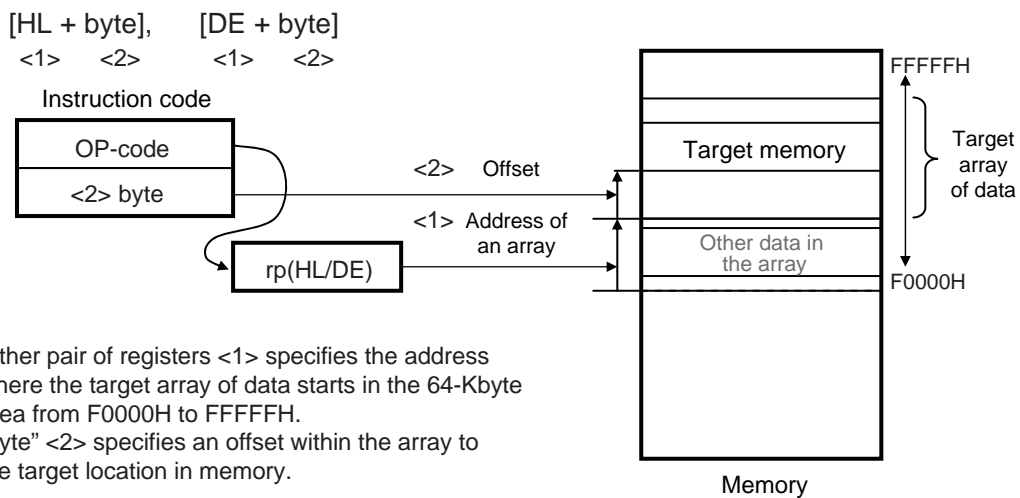 [HL + byte], [DE + byte]
<1> <2> <1> <2>
Instruction code
OP-code
<2> byte
<2> Offset
<1> Address of
an array
rp(HL/DE)
FFFFFH
Target memory
Target
array
of data
Other data in
the array
F0000H
ther pair of registers <1> specifies the address
here the target array of data starts in the 64-Kbyte
ea from F0000H to FFFFFH.
yte” <2> specifies an offset within the array to
e target location in memory.
Memory